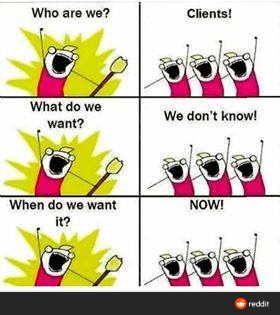 Who are we?
Clients!
What do we
want?
We don't know!
When do we want
it?
NOW!
reddit